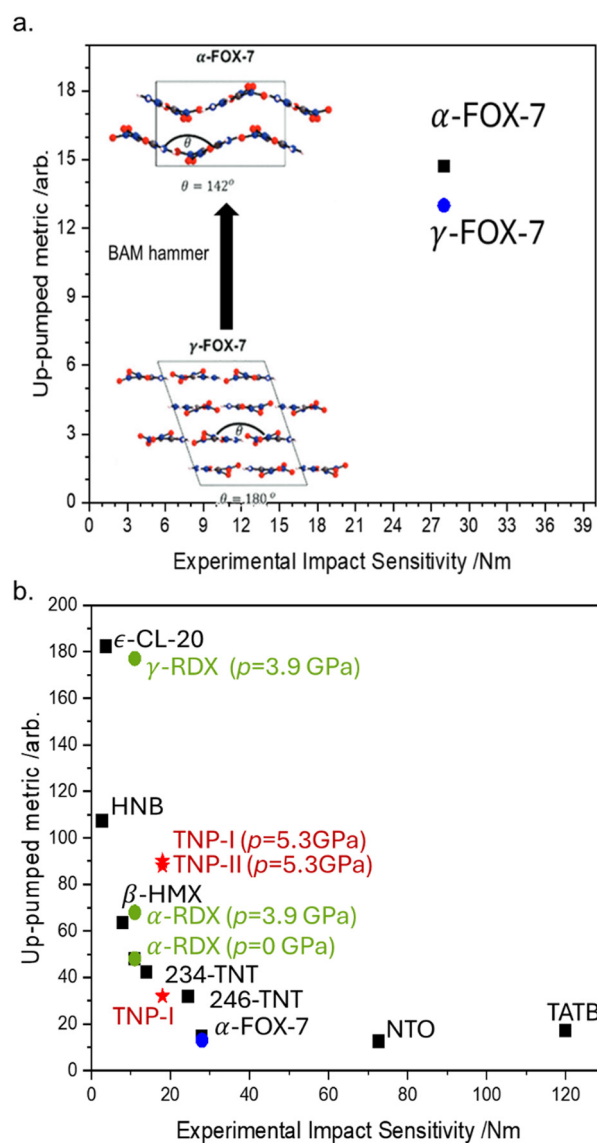 a.
Up-pumped metric /arb.
18
15
12
9
6
3
0
α-FOX-7
θ
θ = 142°
BAM hammer
γ-FOX-7
θ
θ = 180°
α-FOX-7
γ-FOX-7
0 3 6 9 12 15 18 21 24 27 30 33 36 39
Experimental Impact Sensitivity /Nm
b.
Up-pumped metric /arb.
200
180
160
140
120
100
80
60
40
20
0
ϵ-CL-20
γ-RDX (p=3.9 GPa)
HNB
TNP-I (p=5.3GPa)
TNP-II (p=5.3GPa)
β-HMX
α-RDX (p=3.9 GPa)
α-RDX (p=0 GPa)
234-TNT
246-TNT
TNP-I
α-FOX-7
NTO
TATB
0 20 40 60 80 100 120
Experimental Impact Sensitivity/Nm